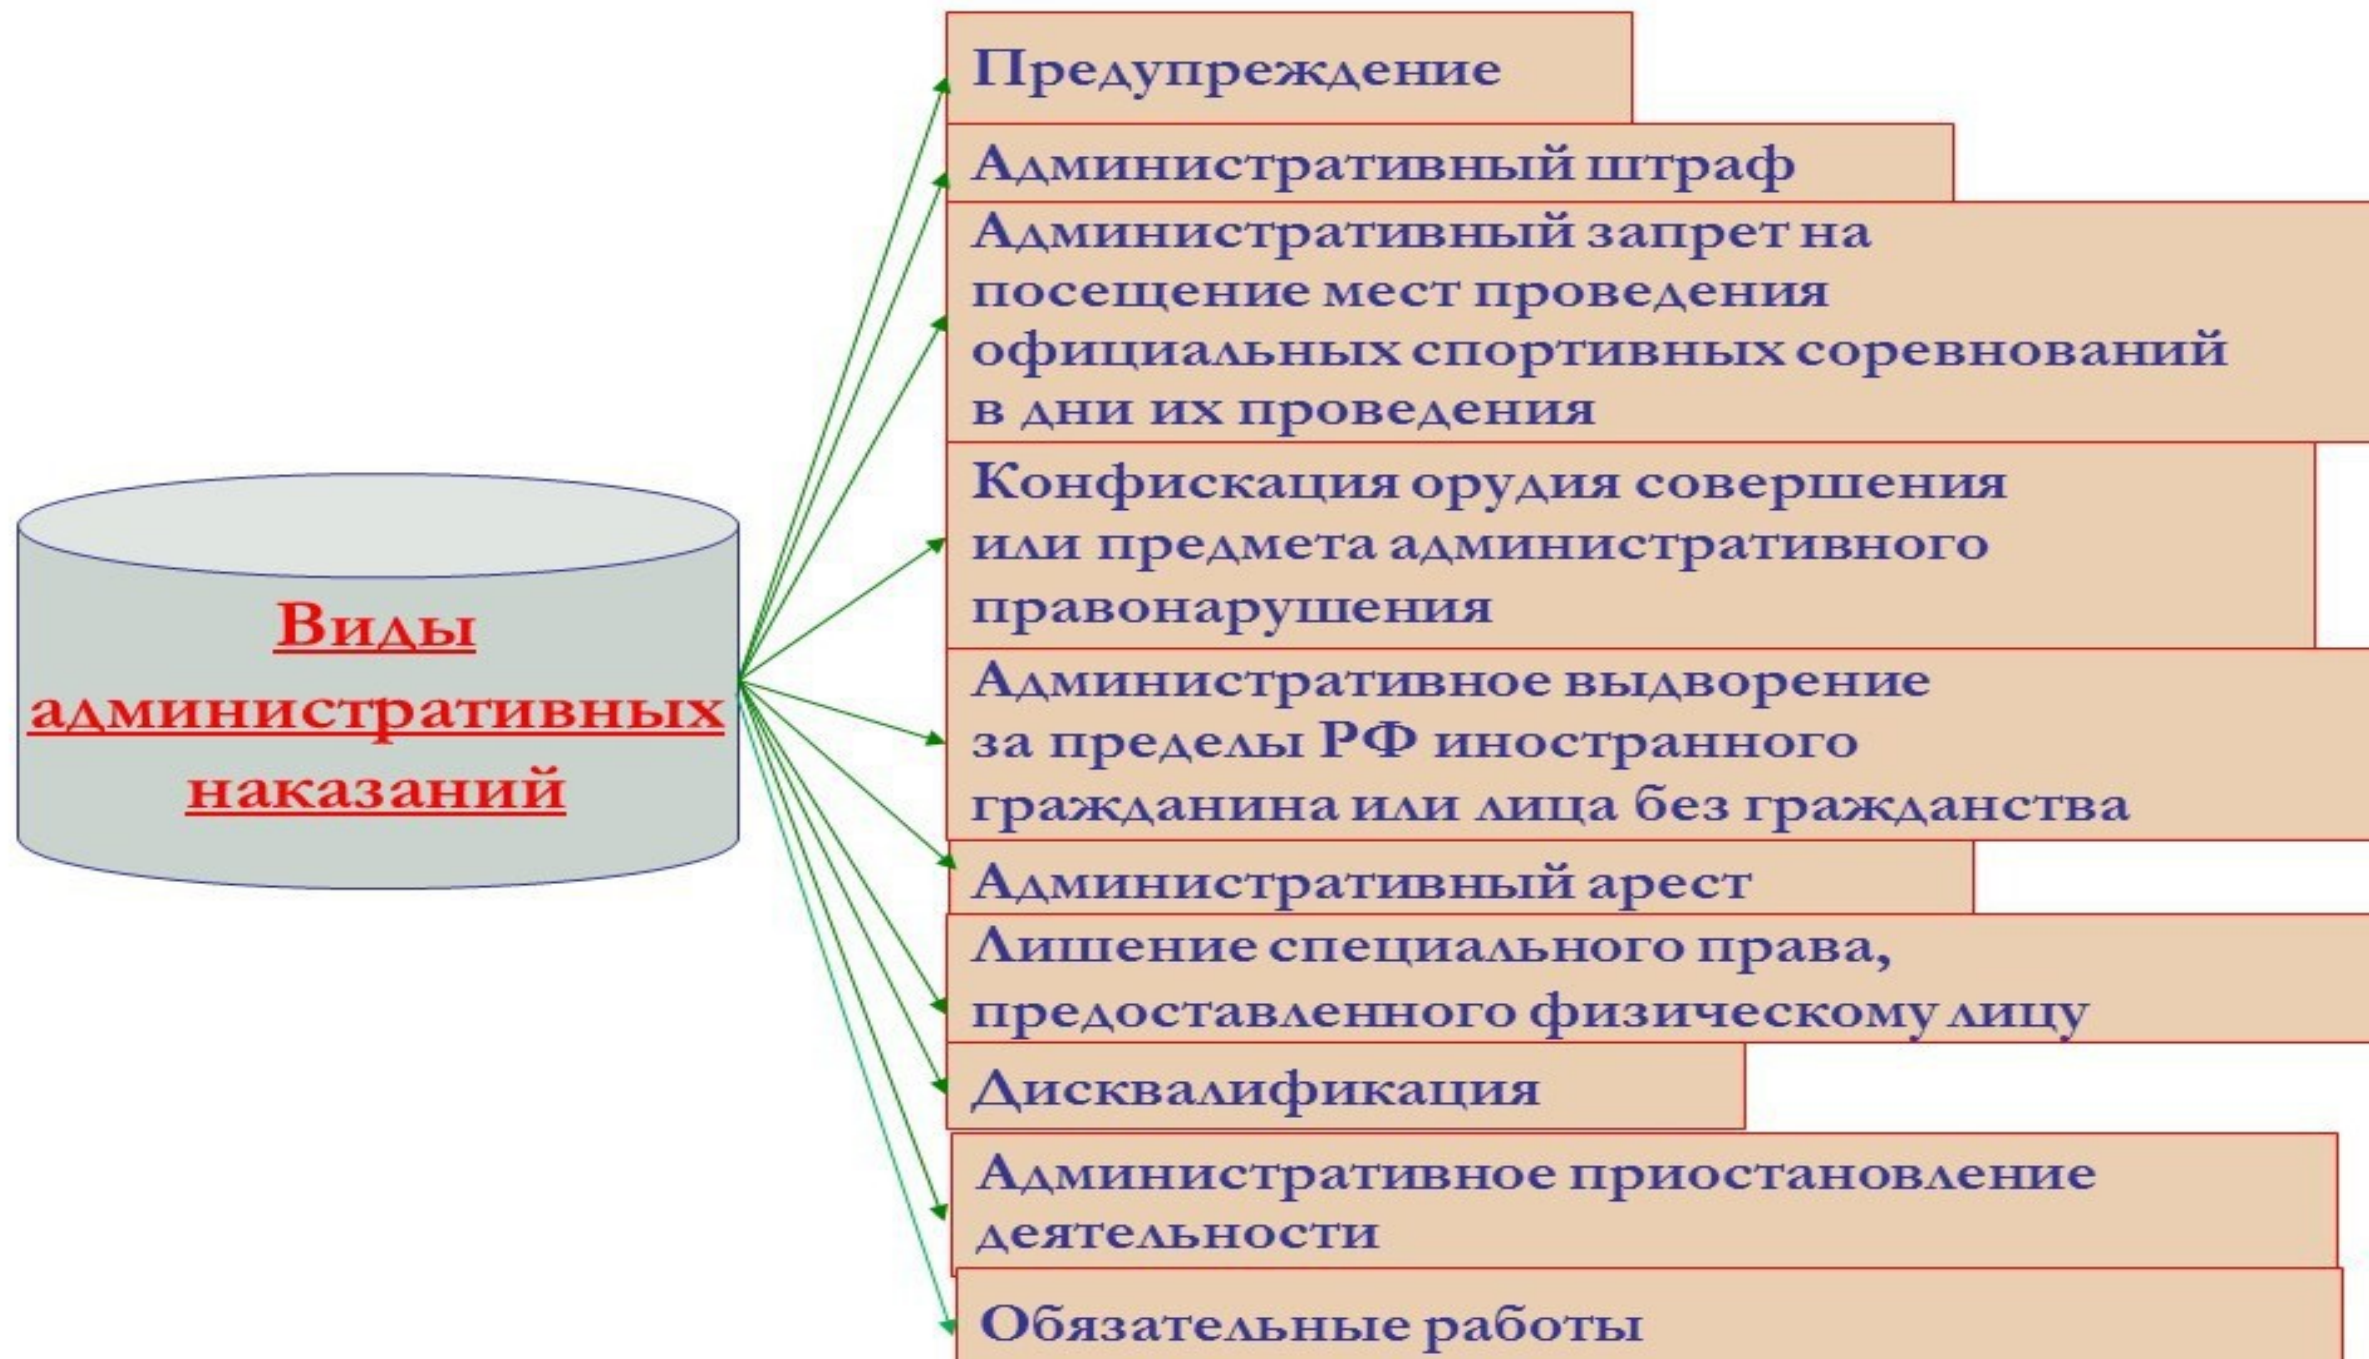 Виды
административных
наказаний
Предупреждение
Административный штраф
Административный запрет на
посещение мест проведения
официальных спортивных соревнований
в дни их проведения
Конфискация орудия совершения
или предмета административного
правонарушения
Административное выдворение
за пределы РФ иностранного
гражданина или лица без гражданства
Административный арест
Лишение специального права,
предоставленного физическому лицу
Дисквалификация
Административное приостановление
деятельности
Обязательные работы